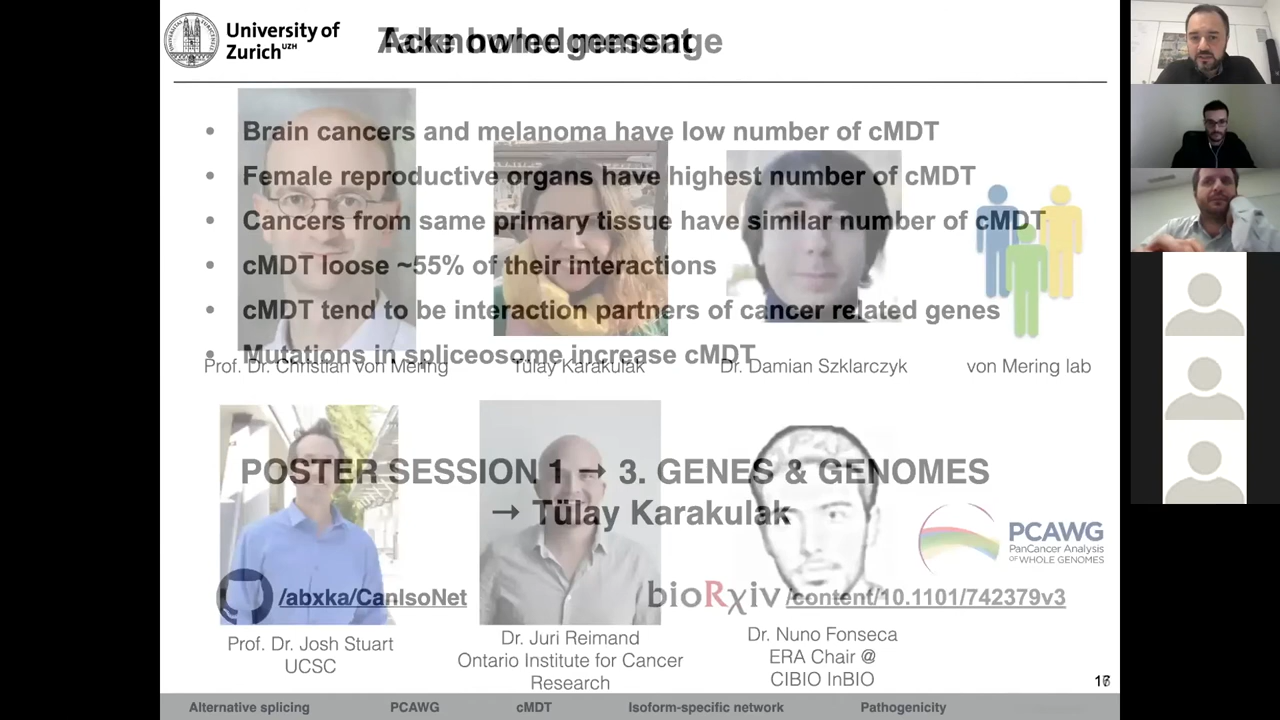 University of
Zurich UZH
Take home message
Acknowledgement
• Brain cancers and melanoma have low number of cMDT
• Female reproductive organs have highest number of cMDT
• Cancers from same primary tissue have similar number of cMDT
• cMDT loose ~55% of their interactions
• cMDT tend to be interaction partners of cancer related genes
• Mutations in spliceosome increase cMDT
Prof. Dr. Christian von Mering
Tülay Karakulak
Dr. Damian Szklarczyk
von Mering lab
POSTER SESSION 1 → 3. GENES & GENOMES
→ Tülay Karakulak
PCAWG
PanCancer Analysis
OF WHOLE GENOMES
/abxka/CanIsoNet
bioRχiv /content/10.1101/742379v3
Prof. Dr. Josh Stuart
UCSC
Dr. Juri Reimand
Ontario Institute for Cancer
Research
Dr. Nuno Fonseca
ERA Chair @
CIBIO InBIO
Alternative splicing
PCAWG
cMDT
Isoform-specific network
Pathogenicity